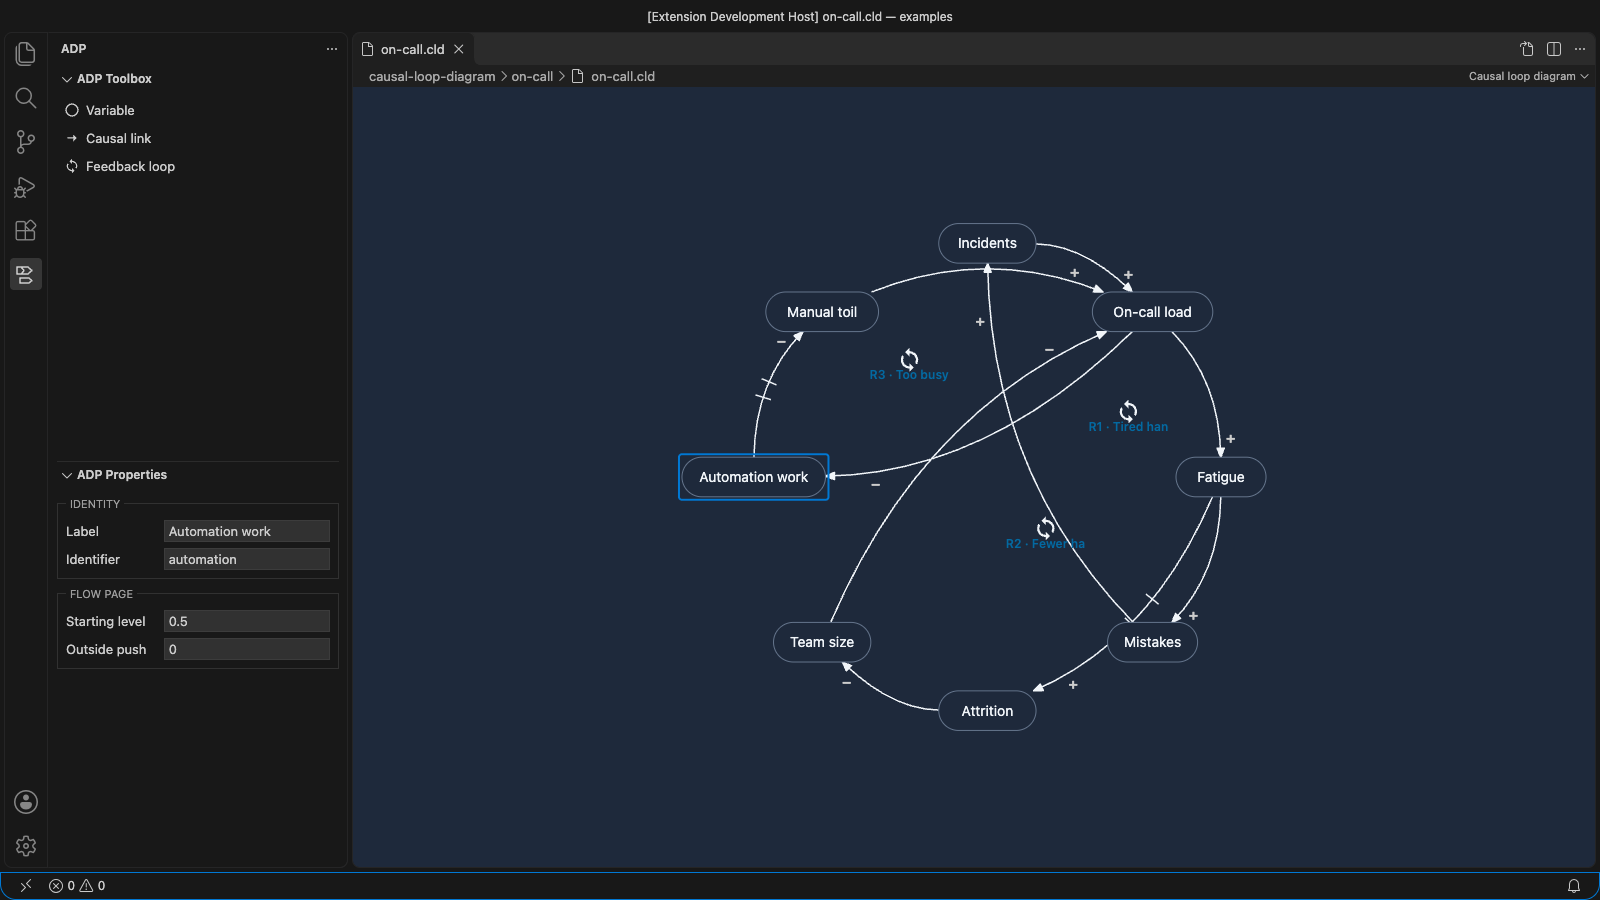 [Extension Development Host] on-call.cld — examples
ADP
ADP Toolbox
Variable
Causal link
Feedback loop
ADP Properties
IDENTITY
Label
Automation work
Identifier
automation
FLOW PAGE
Starting level
0.5
Outside push
0
on-call.cld
causal-loop-diagram > on-call > on-call.cld
Causal loop diagram
Incidents
+
+
Manual toil
On-call load
+
−
−
R3 · Too busy
R1 · Tired han
+
Automation work
−
Fatigue
R2 · Fewer ha
+
Team size
Mistakes
−
+
Attrition
0
0